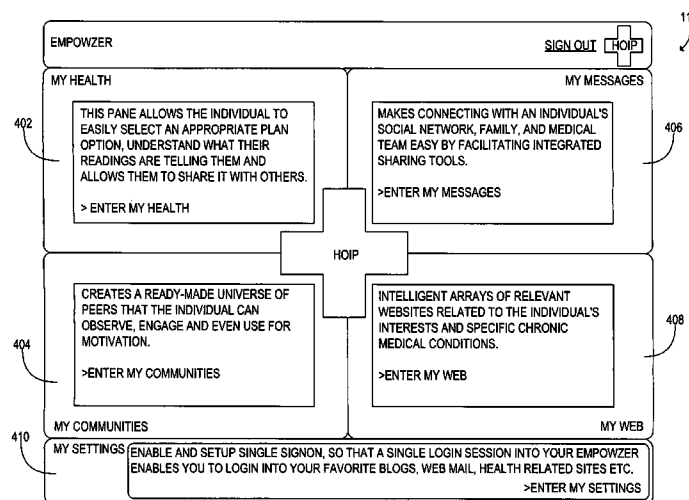 11
EMPOWZER
SIGN OUT
HOIP
MY HEALTH
MY MESSAGES
402
THIS PANE ALLOWS THE INDIVIDUAL TO
EASILY SELECT AN APPROPRIATE PLAN
OPTION, UNDERSTAND WHAT THEIR
READINGS ARE TELLING THEM AND
ALLOWS THEM TO SHARE IT WITH OTHERS.
> ENTER MY HEALTH
MAKES CONNECTING WITH AN INDIVIDUAL'S
SOCIAL NETWORK, FAMILY, AND MEDICAL
TEAM EASY BY FACILITATING INTEGRATED
SHARING TOOLS.
>ENTER MY MESSAGES
406
HOIP
404
CREATES A READY-MADE UNIVERSE OF
PEERS THAT THE INDIVIDUAL CAN
OBSERVE, ENGAGE AND EVEN USE FOR
MOTIVATION.
>ENTER MY COMMUNITIES
INTELLIGENT ARRAYS OF RELEVANT
WEBSITES RELATED TO THE INDIVIDUAL'S
INTERESTS AND SPECIFIC CHRONIC
MEDICAL CONDITIONS.
>ENTER MY WEB
408
MY COMMUNITIES
MY WEB
410
MY SETTINGS
ENABLE AND SETUP SINGLE SIGNON, SO THAT A SINGLE LOGIN SESSION INTO YOUR EMPOWZER
ENABLES YOU TO LOGIN INTO YOUR FAVORITE BLOGS, WEB MAIL, HEALTH RELATED SITES ETC.
>ENTER MY SETTINGS